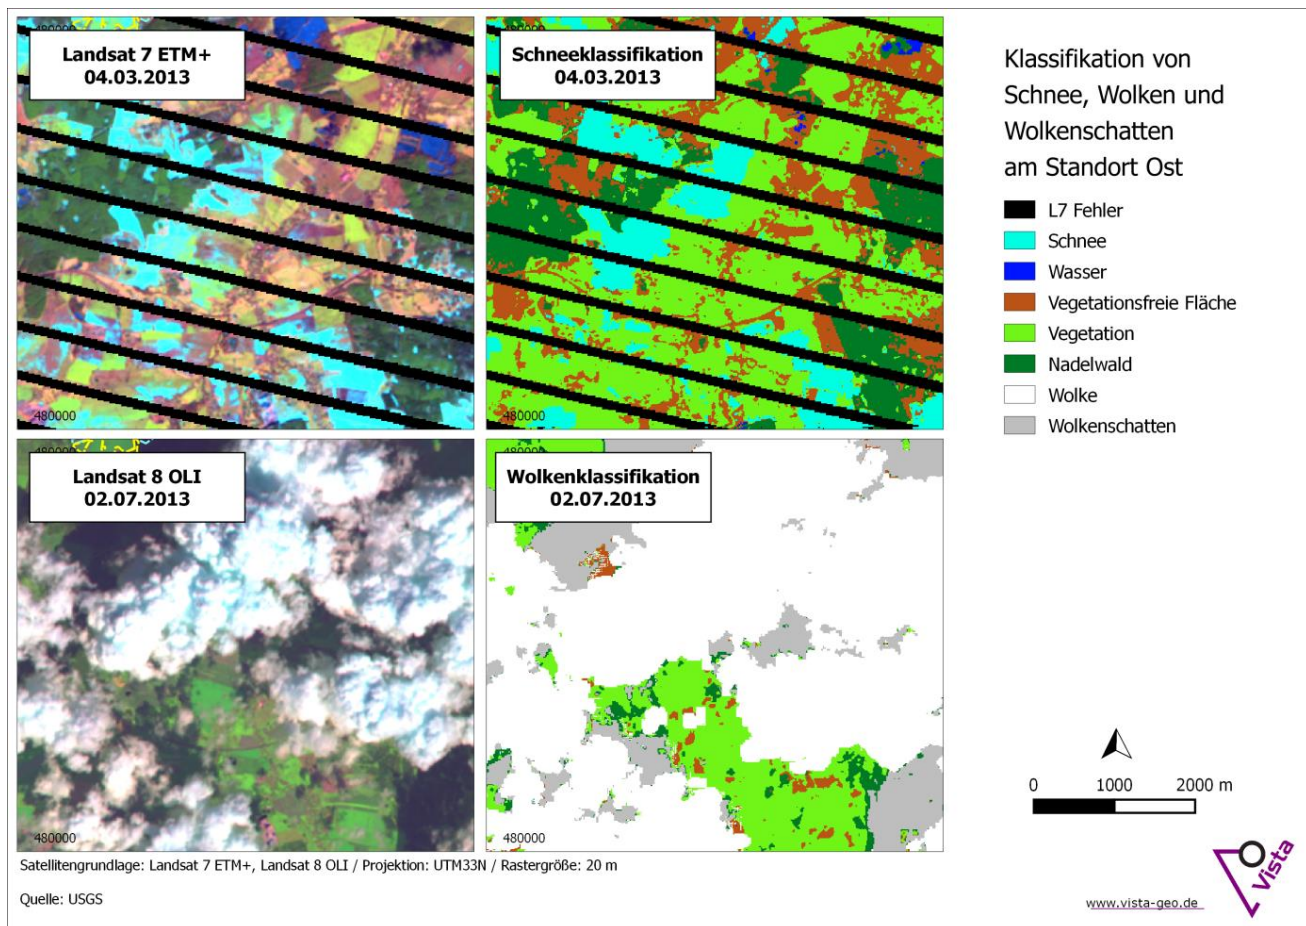 Landsat 7 ETM+
04.03.2013
480000
Schneeklassifikation
04.03.2013
480000
Landsat 8 OLI
02.07.2013
480000
Wolkenklassifikation
02.07.2013
480000
Klassifikation von
Schnee, Wolken und
Wolkenschatten
am Standort Ost
L7 Fehler
Schnee
Wasser
Vegetationsfreie Fläche
Vegetation
Nadelwald
Wolke
Wolkenschatten
0 1000 2000 m
Satellitengrundlage: Landsat 7 ETM+, Landsat 8 OLI / Projektion: UTM33N / Rastergröße: 20 m
Quelle: USGS
www.vista-geo.de
Vista